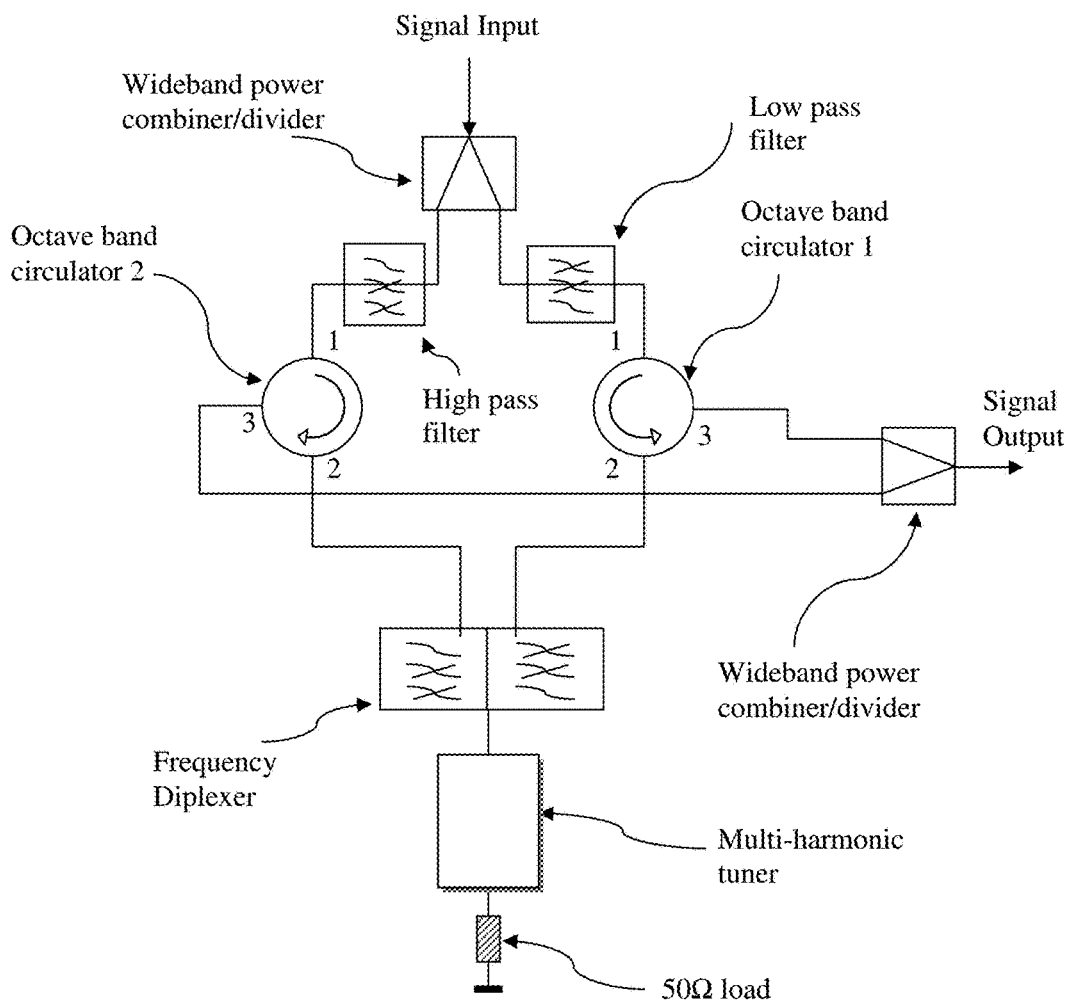 Signal Input
Wideband power
combiner/divider
Low pass
filter
Octave band
circulator 2
Octave band
circulator 1
1
1
High pass
filter
3
2
3
2
Signal
Output
Wideband power
combiner/divider
Frequency
Diplexer
Multi-harmonic
tuner
50Ω load